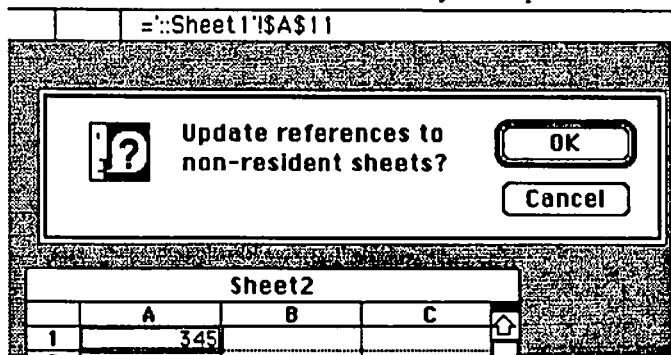 ='::Sheet1'!$A$11
Update references to
non-resident sheets?
OK
Cancel
Sheet2
A B C
1 345